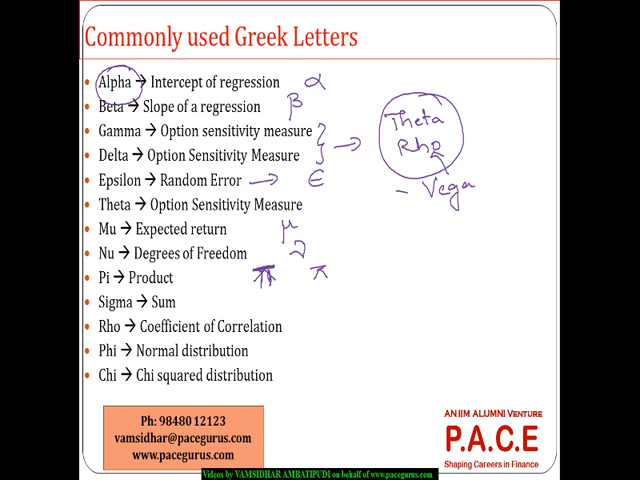 Commonly used Greek Letters
• Alpha → Intercept of regression α
• Beta → Slope of a regression β
• Gamma → Option sensitivity measure
• Delta → Option Sensitivity Measure
→ Theta
Rho
– Vega
• Epsilon → Random Error → ϵ
• Theta → Option Sensitivity Measure
• Mu → Expected return μ
• Nu → Degrees of Freedom ν
• Pi → Product π π
• Sigma → Sum
• Rho → Coefficient of Correlation
• Phi → Normal distribution
• Chi → Chi squared distribution
Ph: 98480 12123
vamsidhar@pacegurus.com
www.pacegurus.com
AN IIM ALUMNI VENTURE
P.A.C.E
Shaping Careers in Finance
Videos by VAMSIDHAR AMBATIPUDI on behalf of www.pacegurus.com